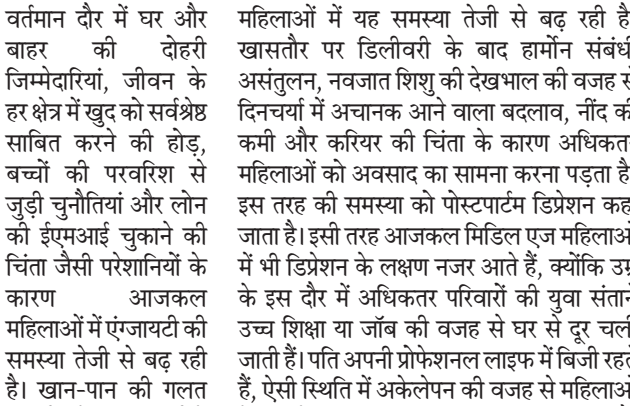 वर्तमान दौर में घर और
बाहर की दोहरी
जिम्मेदारियां, जीवन के
हर क्षेत्र में खुद को सर्वश्रेष्ठ
साबित करने की होड़,
बच्चों की परवरिश से
जुड़ी चुनौतियां और लोन
की ईएमआई चुकाने की
चिंता जैसी परेशानियों के
कारण आजकल
महिलाओं में एंग्जायटी की
समस्या तेजी से बढ़ रही
है। खान-पान की गलत
महिलाओं में यह समस्या तेजी से बढ़ रही है
खासतौर पर डिलीवरी के बाद हार्मोन संबंधी
असंतुलन, नवजात शिशु की देखभाल की वजह से
दिनचर्या में अचानक आने वाला बदलाव, नींद की
कमी और करियर की चिंता के कारण अधिकत
महिलाओं को अवसाद का सामना करना पड़ता है
इस तरह की समस्या को पोस्टपार्टम डिप्रेशन कह
जाता है। इसी तरह आजकल मिडिल एज महिलाओं
में भी डिप्रेशन के लक्षण नजर आते हैं, क्योंकि उम्र
के इस दौर में अधिकतर परिवारों की युवा संतान
उच्च शिक्षा या जॉब की वजह से घर से दूर चली
जाती हैं। पति अपनी प्रोफेशनल लाइफ में बिजी रहते
हैं, ऐसी स्थिति में अकेलेपन की वजह से महिलाओं